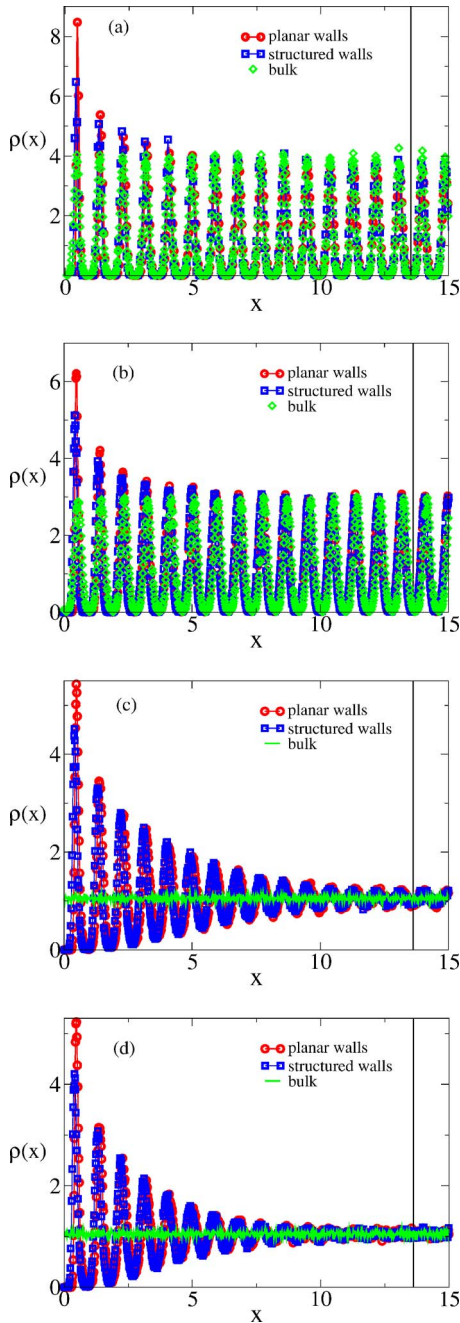 (a)
planar walls
structured walls
bulk
8
6
ρ(x)
4
2
0
5
10
15
x
(b)
planar walls
structured walls
bulk
6
4
ρ(x)
2
0
0
5
10
15
x
(c)
planar walls
structured walls
bulk
4
ρ(x)
2
0
0
5
10
15
x
(d)
planar walls
structured walls
bulk
4
ρ(x)
2
0
0
5
10
15
x